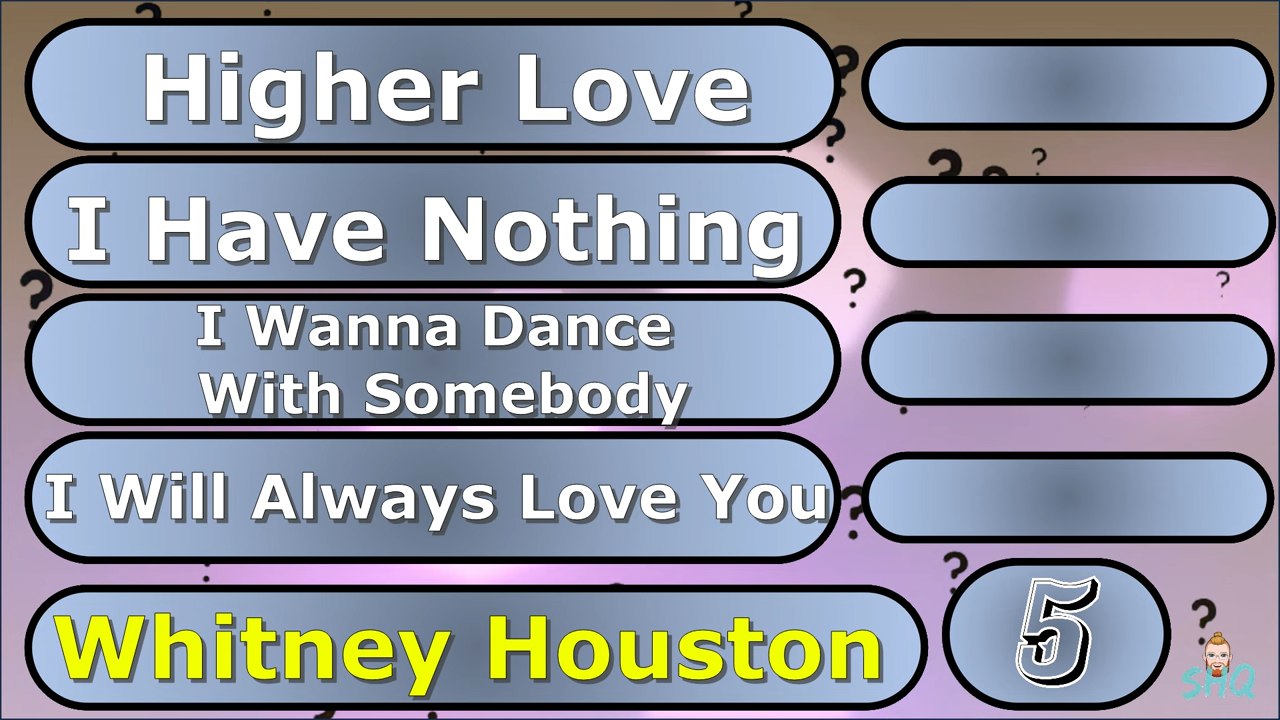 Higher Love
I Have Nothing
I Wanna Dance
With Somebody
I Will Always Love You
Whitney Houston
5
SHQ